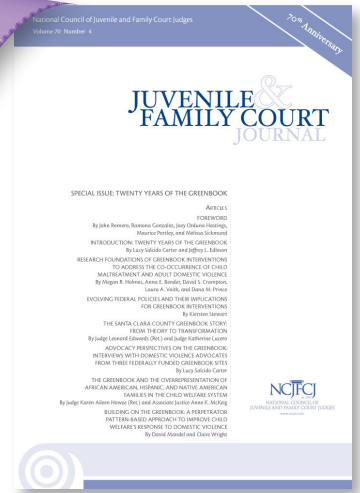 National Council of Juvenile and Family Court Judges
Volume 70 Number 4
70th Anniversary
JUVENILE &
FAMILY COURT
JOURNAL
SPECIAL ISSUE: TWENTY YEARS OF THE GREENBOOK
ARTICLES
FOREWORD
By John Romero, Romona Gonzalez, Joey Orduna Hastings,
Maurice Portley, and Melissa Sickmund
INTRODUCTION: TWENTY YEARS OF THE GREENBOOK
By Lucy Salcido Carter and Jeffrey L. Edleson
RESEARCH FOUNDATIONS OF GREENBOOK INTERVENTIONS
TO ADDRESS THE CO-OCCURRENCE OF CHILD
MALTREATMENT AND ADULT DOMESTIC VIOLENCE
By Megan R. Holmes, Anna E. Bender, David S. Crampton,
Laura A. Voith, and Dana M. Prince
EVOLVING FEDERAL POLICIES AND THEIR IMPLICATIONS
FOR GREENBOOK INTERVENTIONS
By Kiersten Stewart
THE SANTA CLARA COUNTY GREENBOOK STORY:
FROM THEORY TO TRANSFORMATION
By Judge Leonard Edwards (Ret.) and Judge Katherine Lucero
ADVOCACY PERSPECTIVES ON THE GREENBOOK:
INTERVIEWS WITH DOMESTIC VIOLENCE ADVOCATES
FROM THREE FEDERALLY FUNDED GREENBOOK SITES
By Lucy Salcido Carter
THE GREENBOOK AND THE OVERREPRESENTATION OF
AFRICAN AMERICAN, HISPANIC, AND NATIVE AMERICAN
FAMILIES IN THE CHILD WELFARE SYSTEM
By Judge Karen Aileen Howze (Ret.) and Associate Justice Anne K. McKeig
BUILDING ON THE GREENBOOK: A PERPETRATOR
PATTERN-BASED APPROACH TO IMPROVE CHILD
WELFARE'S RESPONSE TO DOMESTIC VIOLENCE
By David Mandel and Claire Wright
NCJFCJ
NATIONAL COUNCIL OF
JUVENILE AND FAMILY COURT JUDGES
www.ncjfcj.org